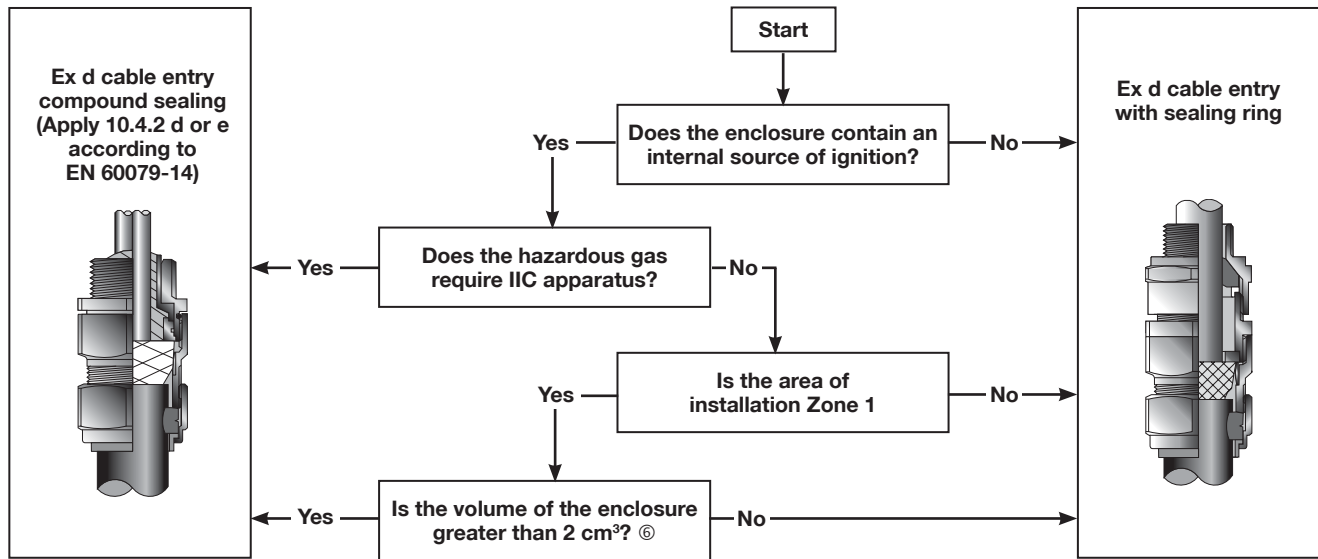 Start
Ex d cable entry
compound sealing
(Apply 10.4.2 d or e
according to
EN 60079-14)
Ex d cable entry
with sealing ring
Yes
Does the enclosure contain an
internal source of ignition?
No
Yes
Does the hazardous gas
require IIC apparatus?
No
Yes
Is the area of
installation Zone 1
No
Yes
Is the volume of the enclosure
greater than 2 cm³? ⑥
No